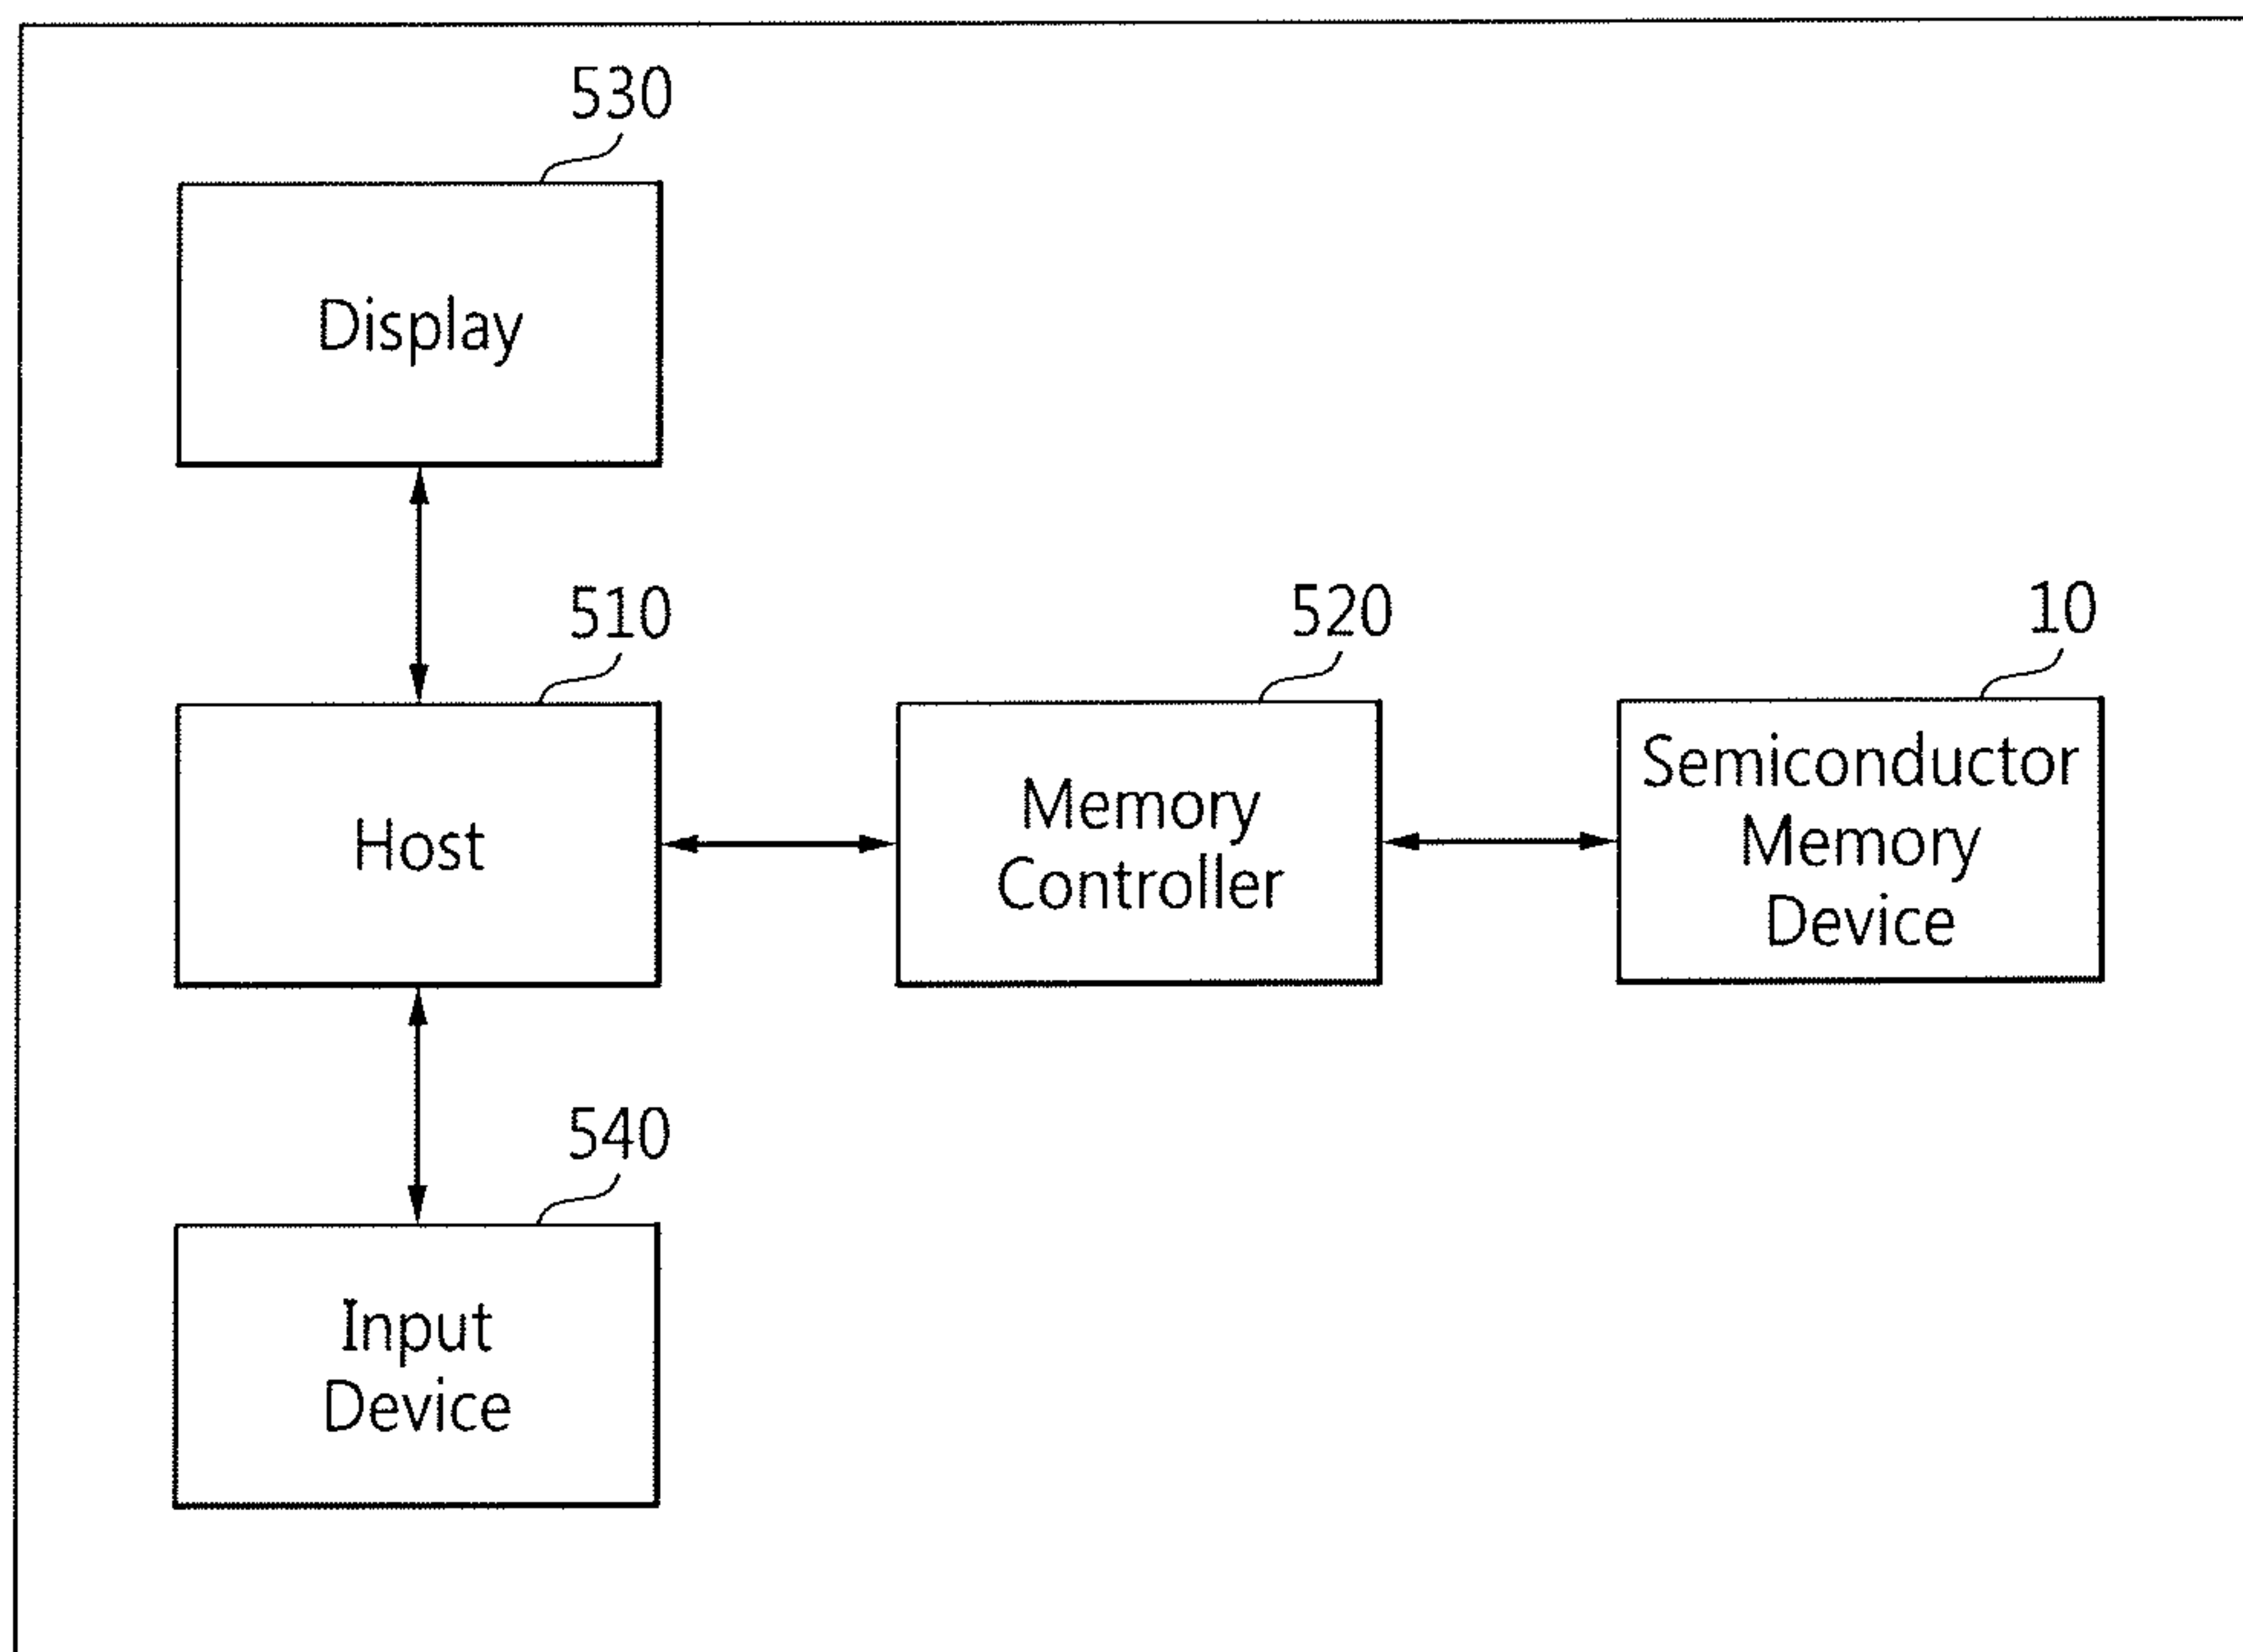 530
Display
510
Host
520
Memory
Controller
10
Semiconductor
Memory
Device
540
Input
Device